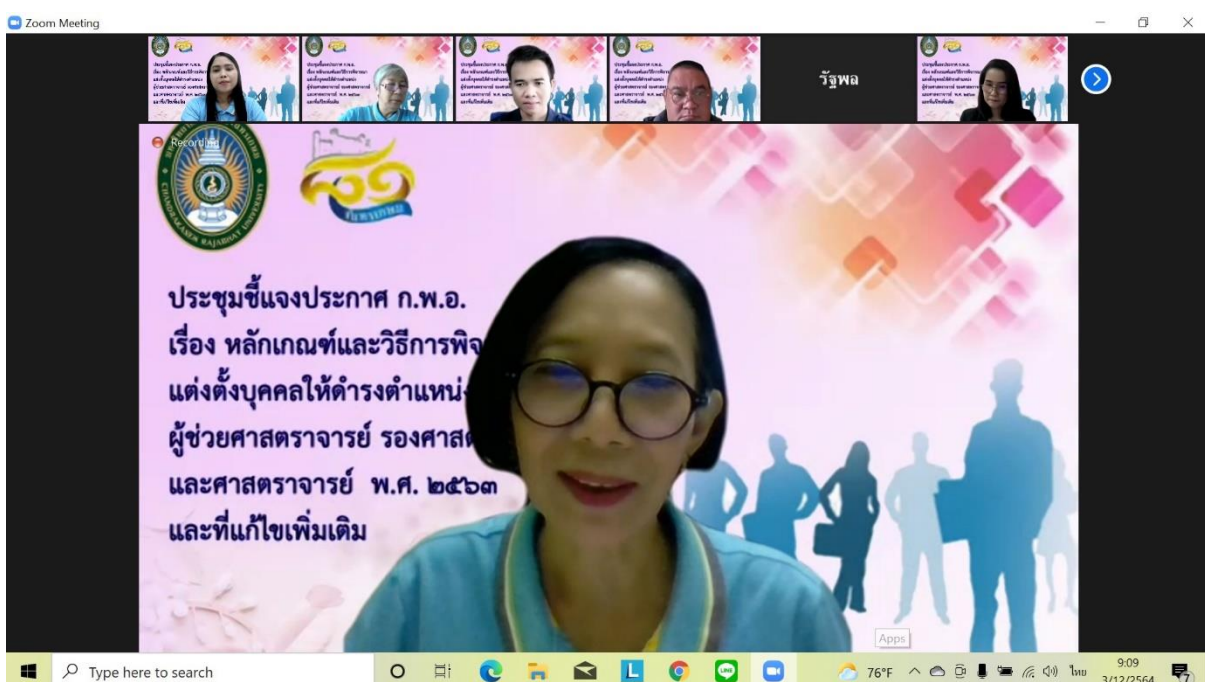 Zoom Meeting
รัฐพล
Recording
CHANDRAKASEM RAJABHAT UNIVERSITY
ประชุมชี้แจงประกาศ ก.พ.อ.
เรื่อง หลักเกณฑ์และวิธีการพิจ
แต่งตั้งบุคคลให้ดำรงตำแหน่ง
ผู้ช่วยศาสตราจารย์ รองศาสต
และศาสตราจารย์ พ.ศ. ๒๕๖๓
และที่แก้ไขเพิ่มเติม
Apps
Type here to search
L
LINE
76°F
ไทย
9:09
3/12/2564
7